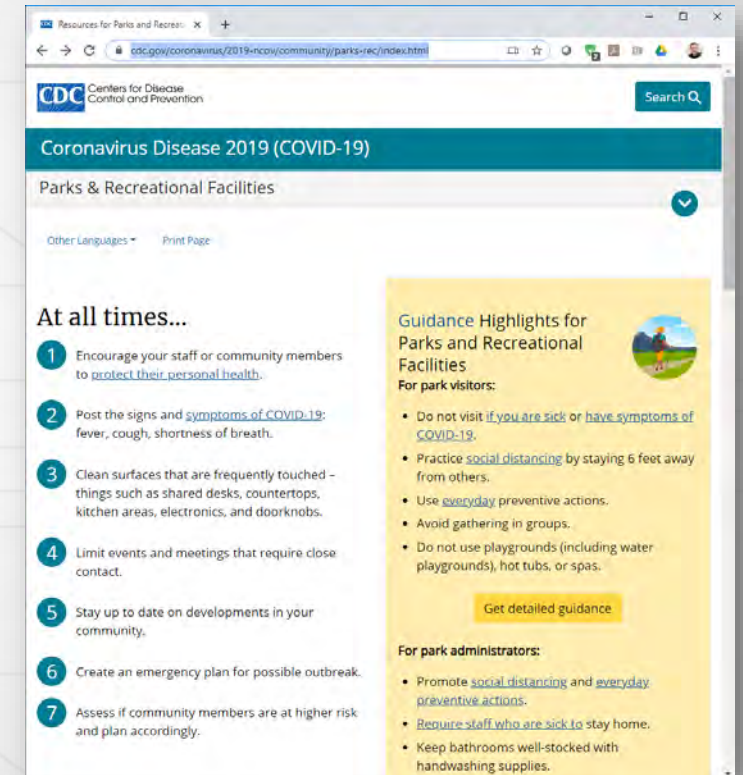 CDC Resources for Parks and Recreati
cdc.gov/coronavirus/2019-ncov/community/parks-rec/index.html
CDC Centers for Disease
Control and Prevention
Search
Coronavirus Disease 2019 (COVID-19)
Parks & Recreational Facilities
Other Languages
Print Page
At all times...
1 Encourage your staff or community members
to protect their personal health.
2 Post the signs and symptoms of COVID-19:
fever, cough, shortness of breath.
3 Clean surfaces that are frequently touched –
things such as shared desks, countertops,
kitchen areas, electronics, and doorknobs.
4 Limit events and meetings that require close
contact.
5 Stay up to date on developments in your
community.
6 Create an emergency plan for possible outbreak.
7 Assess if community members are at higher risk
and plan accordingly.
Guidance Highlights for
Parks and Recreational
Facilities
For park visitors:
• Do not visit if you are sick or have symptoms of
COVID-19.
• Practice social distancing by staying 6 feet away
from others.
• Use everyday preventive actions.
• Avoid gathering in groups.
• Do not use playgrounds (including water
playgrounds), hot tubs, or spas.
Get detailed guidance
For park administrators:
• Promote social distancing and everyday
preventive actions.
• Require staff who are sick to stay home.
• Keep bathrooms well-stocked with
handwashing supplies.